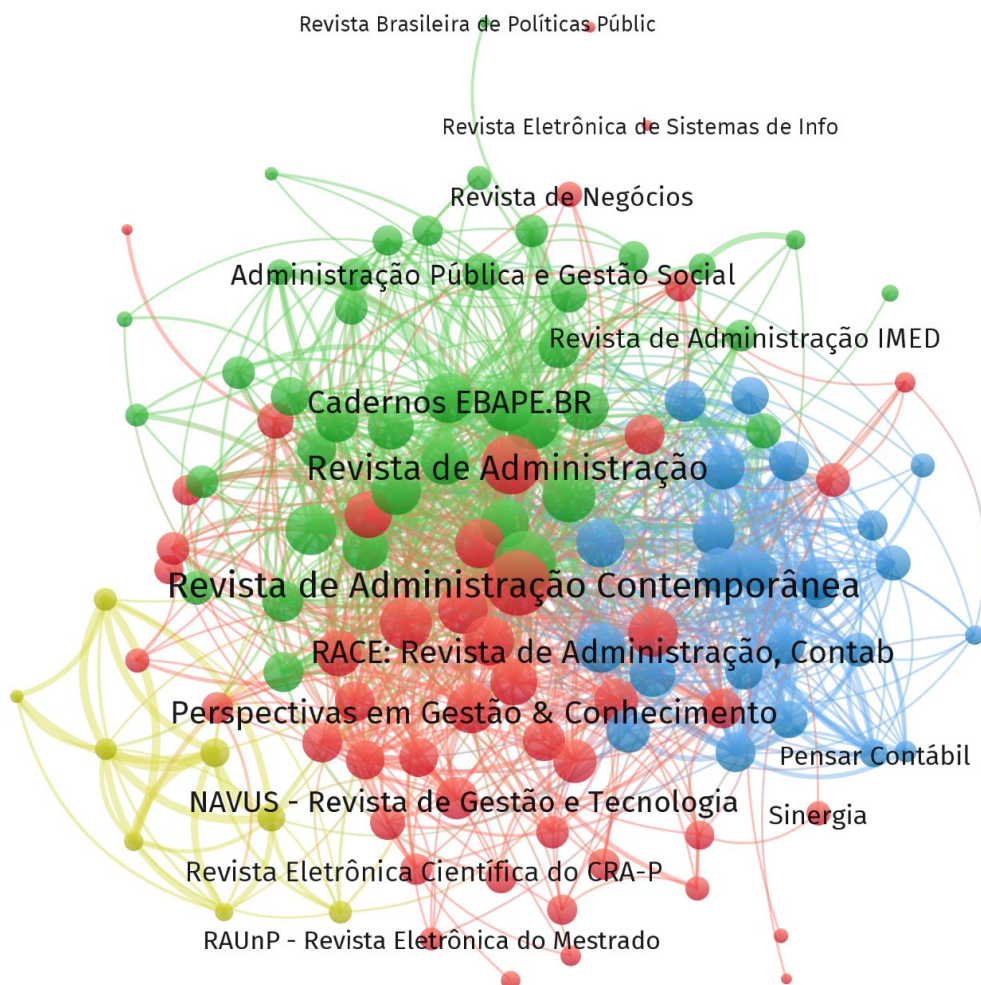 Revista Brasileira de Políticas Públic
Revista Eletrônica de Sistemas de Info
Revista de Negócios
Administração Pública e Gestão Social
Revista de Administração IMED
Cadernos EBAPE.BR
Revista de Administração
Revista de Administração Contemporânea
RACE: Revista de Administração, Contab
Perspectivas em Gestão & Conhecimento
Pensar Contábil
NAVUS - Revista de Gestão e Tecnologia
Sinergia
Revista Eletrônica Científica do CRA-P
RAUnP - Revista Eletrônica do Mestrado